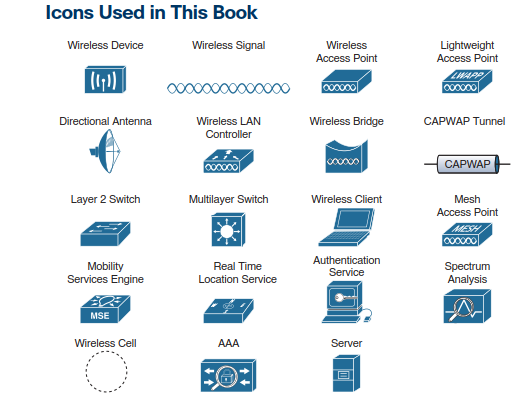 Icons Used in This Book
Wireless Device
Wireless Signal
Wireless
Access Point
Lightweight
Access Point
LWAPP
Directional Antenna
Wireless LAN
Controller
Wireless Bridge
CAPWAP Tunnel
CAPWAP
Layer 2 Switch
Multilayer Switch
Wireless Client
Mesh
Access Point
MESH
Mobility
Services Engine
MSE
Real Time
Location Service
Authentication
Service
Spectrum
Analysis
Wireless Cell
AAA
Server